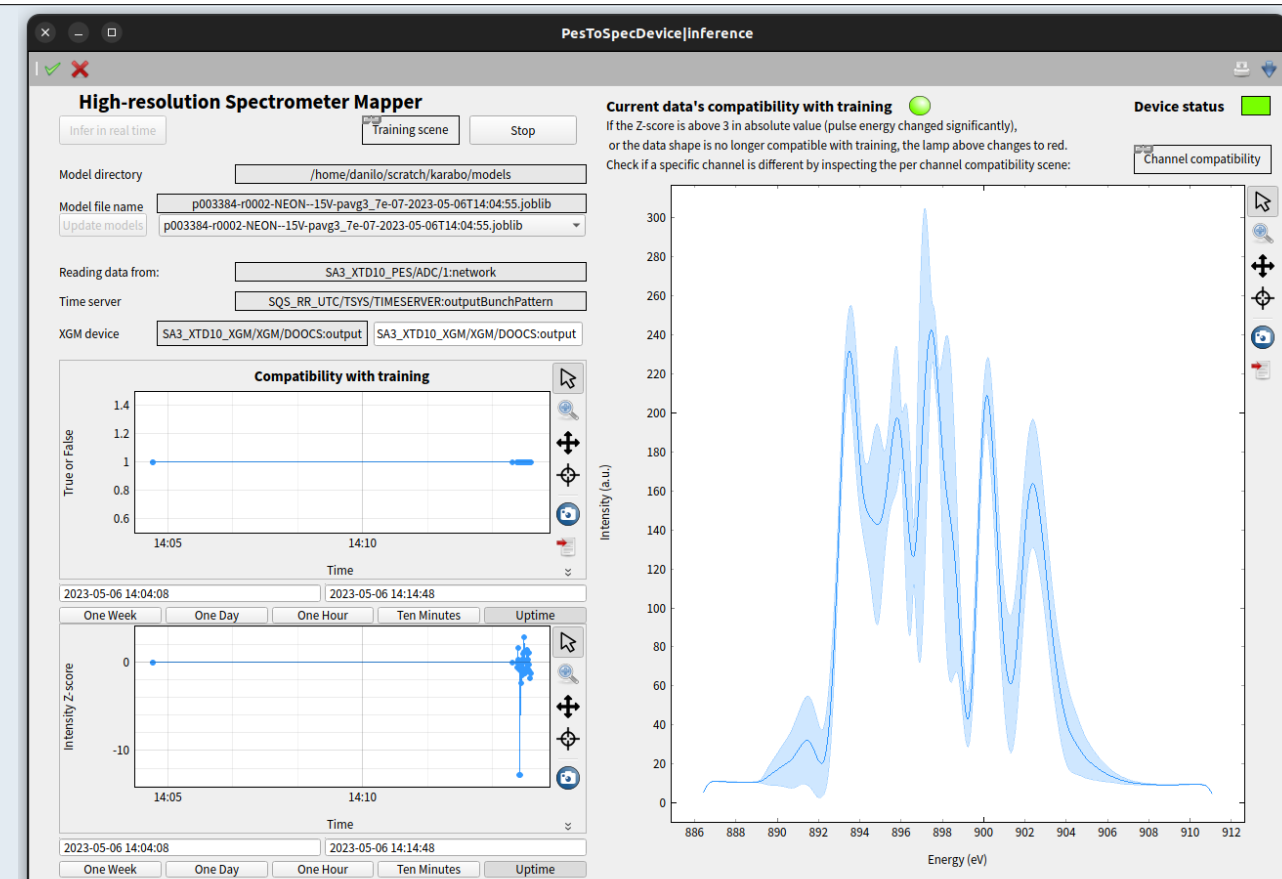 PesToSpecDevice|inference
High-resolution Spectrometer Mapper
Infer in real time
Training scene
Stop
Model directory
/home/danilo/scratch/karabo/models
Model file name
p003384-r0002-NEON--15V-pavg3_7e-07-2023-05-06T14:04:55.joblib
Update models
p003384-r0002-NEON--15V-pavg3_7e-07-2023-05-06T14:04:55.joblib
Reading data from:
SA3_XTD10_PES/ADC/1:network
Time server
SQS_RR_UTC/TSYS/TIMESERVER:outputBunchPattern
XGM device
SA3_XTD10_XGM/XGM/DOOCS:output
SA3_XTD10_XGM/XGM/DOOCS:output
Compatibility with training
True or False
1.4
1.2
1
0.8
0.6
14:05
14:10
Time
2023-05-06 14:04:08
2023-05-06 14:14:48
One Week
One Day
One Hour
Ten Minutes
Uptime
Intensity Z-score
0
-10
14:05
14:10
Time
2023-05-06 14:04:08
2023-05-06 14:14:48
One Week
One Day
One Hour
Ten Minutes
Uptime
Current data's compatibility with training
Device status
If the Z-score is above 3 in absolute value (pulse energy changed significantly),
or the data shape is no longer compatible with training, the lamp above changes to red.
Check if a specific channel is different by inspecting the per channel compatibility scene:
Channel compatibility
Intensity (a.u.)
300
280
260
240
220
200
180
160
140
120
100
80
60
40
20
0
886
888
890
892
894
896
898
900
902
904
906
908
910
912
Energy (eV)